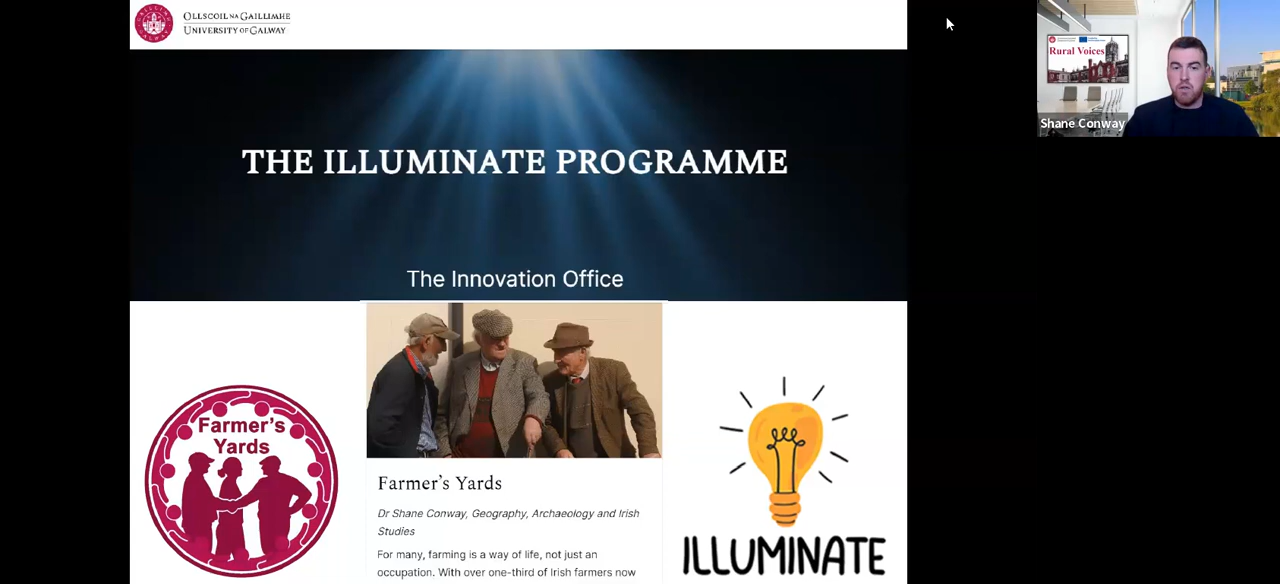 OLLSCOIL NA GAILLIMHE
UNIVERSITY OF GALWAY
THE ILLUMINATE PROGRAMME
The Innovation Office
Rural Voices
Shane Conway
Farmer's
Yards
Farmer's Yards
Dr Shane Conway, Geography, Archaeology and Irish
Studies
For many, farming is a way of life, not just an
occupation. With over one-third of Irish farmers now
ILLUMINATE